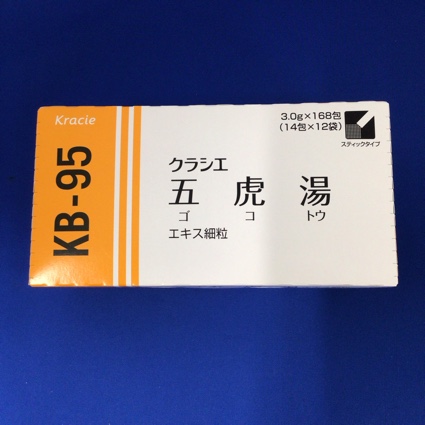 Kracie
KB-95
3.0g×168包
(14包×12袋)
スティックタイプ
クラシエ
五虎湯
ゴコトウ
エキス細粒